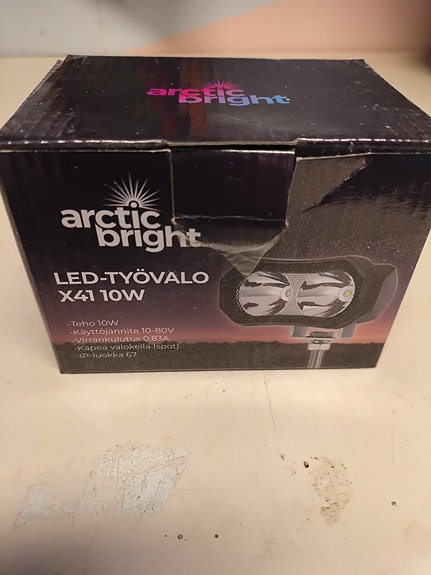 arctic
bright
arctic
bright
LED-TYÖVALO
X41 10W
-Teho 10W
-Käyttöjännite 10-80V
-Virrankulutus 0,83A
-Kapea valokeila (spot)
-IP-luokka 67